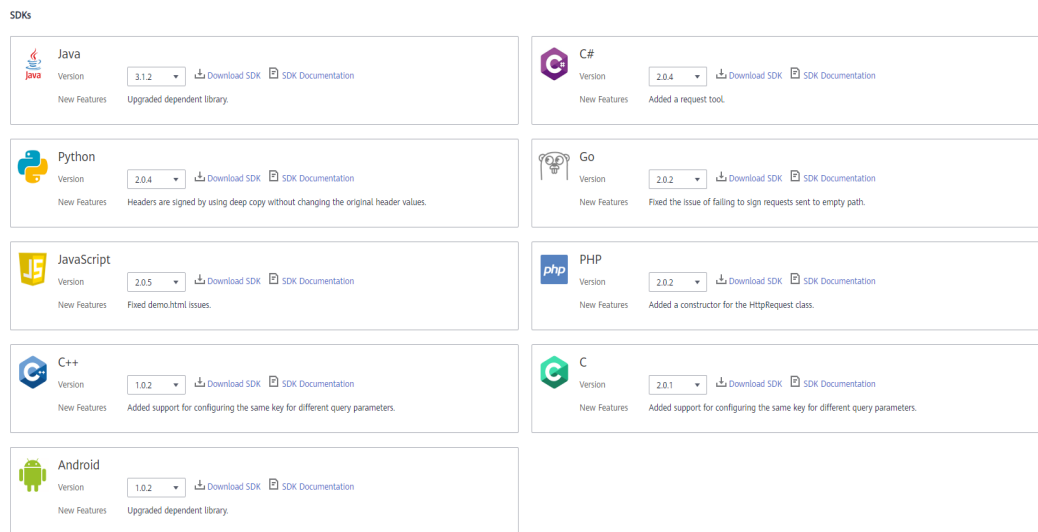 SDKs
Java
Java
Version 3.1.2 Download SDK SDK Documentation
New Features Upgraded dependent library.
C#
C#
Version 2.0.4 Download SDK SDK Documentation
New Features Added a request tool.
Python
Version 2.0.4 Download SDK SDK Documentation
New Features Headers are signed by using deep copy without changing the original header values.
Go
Version 2.0.2 Download SDK SDK Documentation
New Features Fixed the issue of failing to sign requests sent to empty path.
JS
JavaScript
Version 2.0.5 Download SDK SDK Documentation
New Features Fixed demo.html issues.
php
PHP
Version 2.0.2 Download SDK SDK Documentation
New Features Added a constructor for the HttpRequest class.
C++
C++
Version 1.0.2 Download SDK SDK Documentation
New Features Added support for configuring the same key for different query parameters.
C
C
Version 2.0.1 Download SDK SDK Documentation
New Features Added support for configuring the same key for different query parameters.
Android
Version 1.0.2 Download SDK SDK Documentation
New Features Upgraded dependent library.